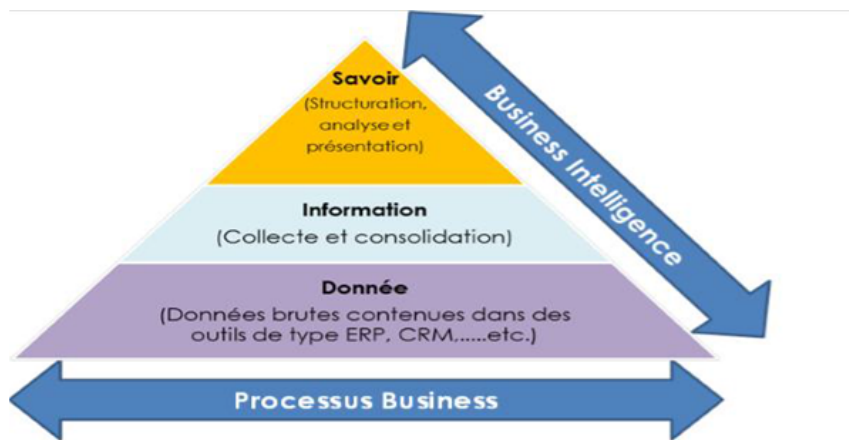 Savoir
(Structuration,
analyse et
présentation)
Information
(Collecte et consolidation)
Donnée
(Données brutes contenues dans des
outils de type ERP, CRM,.....etc.)
Business Intelligence
Processus Business